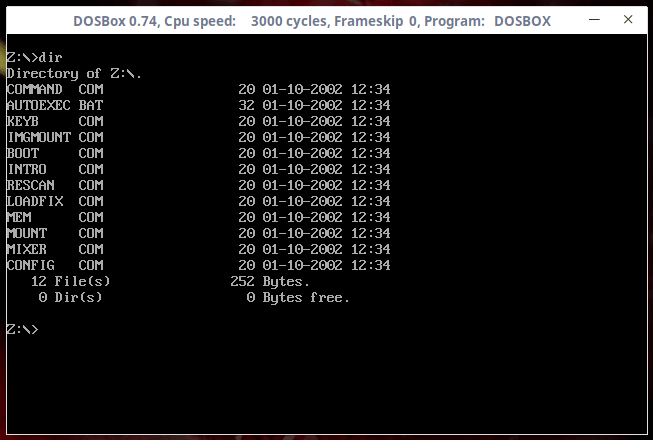 DOSBox 0.74, Cpu speed: 3000 cycles, Frameskip 0, Program: DOSBOX
Z:\>dir
Directory of Z:\.
COMMAND COM 20 01-10-2002 12:34
AUTOEXEC BAT 32 01-10-2002 12:34
KEYB COM 20 01-10-2002 12:34
IMGMOUNT COM 20 01-10-2002 12:34
BOOT COM 20 01-10-2002 12:34
INTRO COM 20 01-10-2002 12:34
RESCAN COM 20 01-10-2002 12:34
LOADFIX COM 20 01-10-2002 12:34
MEM COM 20 01-10-2002 12:34
MOUNT COM 20 01-10-2002 12:34
MIXER COM 20 01-10-2002 12:34
CONFIG COM 20 01-10-2002 12:34
12 File(s) 252 Bytes.
0 Dir(s) 0 Bytes free.
Z:\>